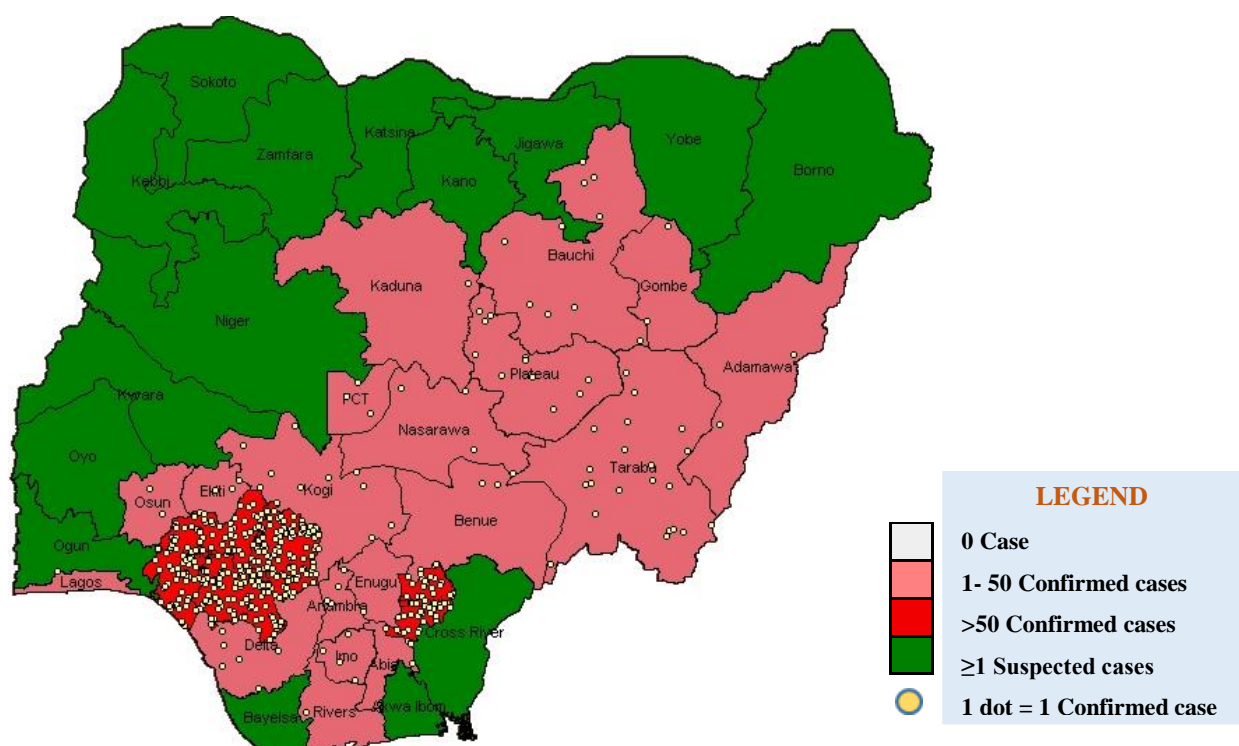 Sokoto
Katsina
Zamfara
Jigawa
Yobe
Borno
Kebbi
Kano
Bauchi
Kaduna
Gombe
Niger
Adamawa
Plateau
Kwara
FCT
Nasarawa
Oyo
Taraba
Ekiti
Kogi
Osun
Benue
Ogun
Enugu
Lagos
Anambra
Cross River
Delta
Imo
Abia
Bayelsa
Rivers
Akwa Ibom
LEGEND
0 Case
1- 50 Confirmed cases
>50 Confirmed cases
≥1 Suspected cases
1 dot = 1 Confirmed case